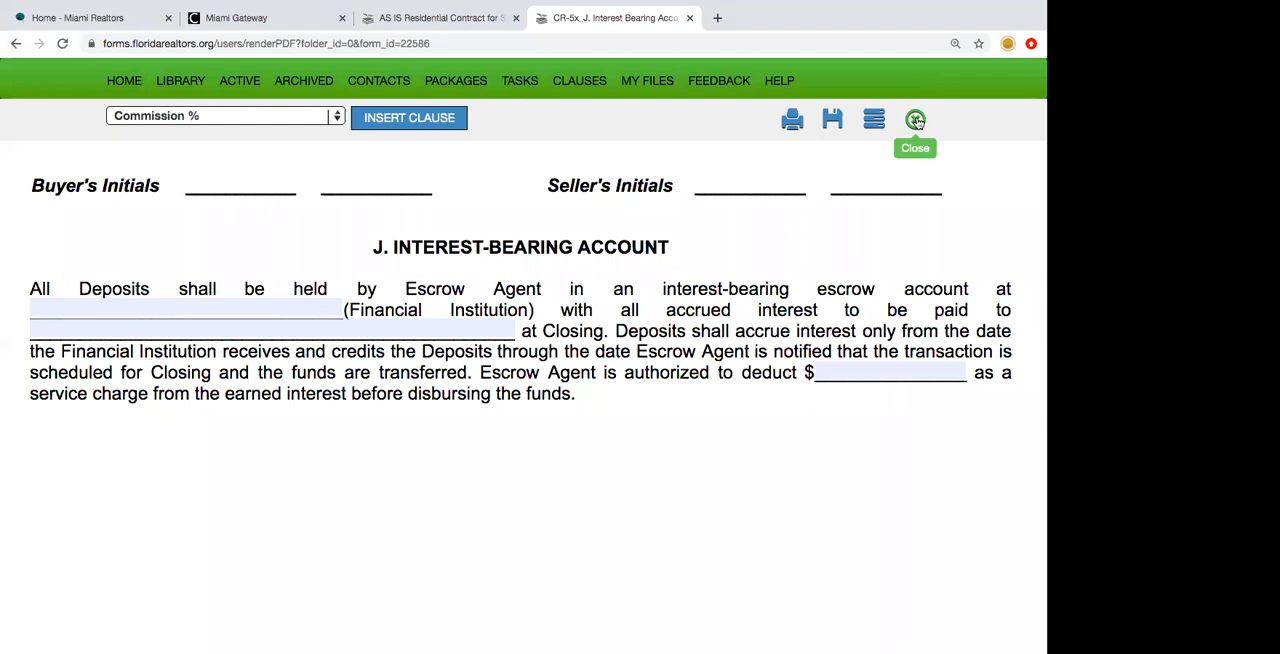 Home - Miami Realtors
Miami Gateway
AS IS Residential Contract for S
CR-5x_J. Interest Bearing Acco
forms.floridarealtors.org/users/renderPDF?folder_id=0&form_id=22586
HOME LIBRARY ACTIVE ARCHIVED CONTACTS PACKAGES TASKS CLAUSES MY FILES FEEDBACK HELP
Commission % INSERT CLAUSE
Close
Buyer's Initials Seller's Initials
J. INTEREST-BEARING ACCOUNT
All Deposits shall be held by Escrow Agent in an interest-bearing escrow account at
(Financial Institution) with all accrued interest to be paid to
at Closing. Deposits shall accrue interest only from the date
the Financial Institution receives and credits the Deposits through the date Escrow Agent is notified that the transaction is
scheduled for Closing and the funds are transferred. Escrow Agent is authorized to deduct $ as a
service charge from the earned interest before disbursing the funds.